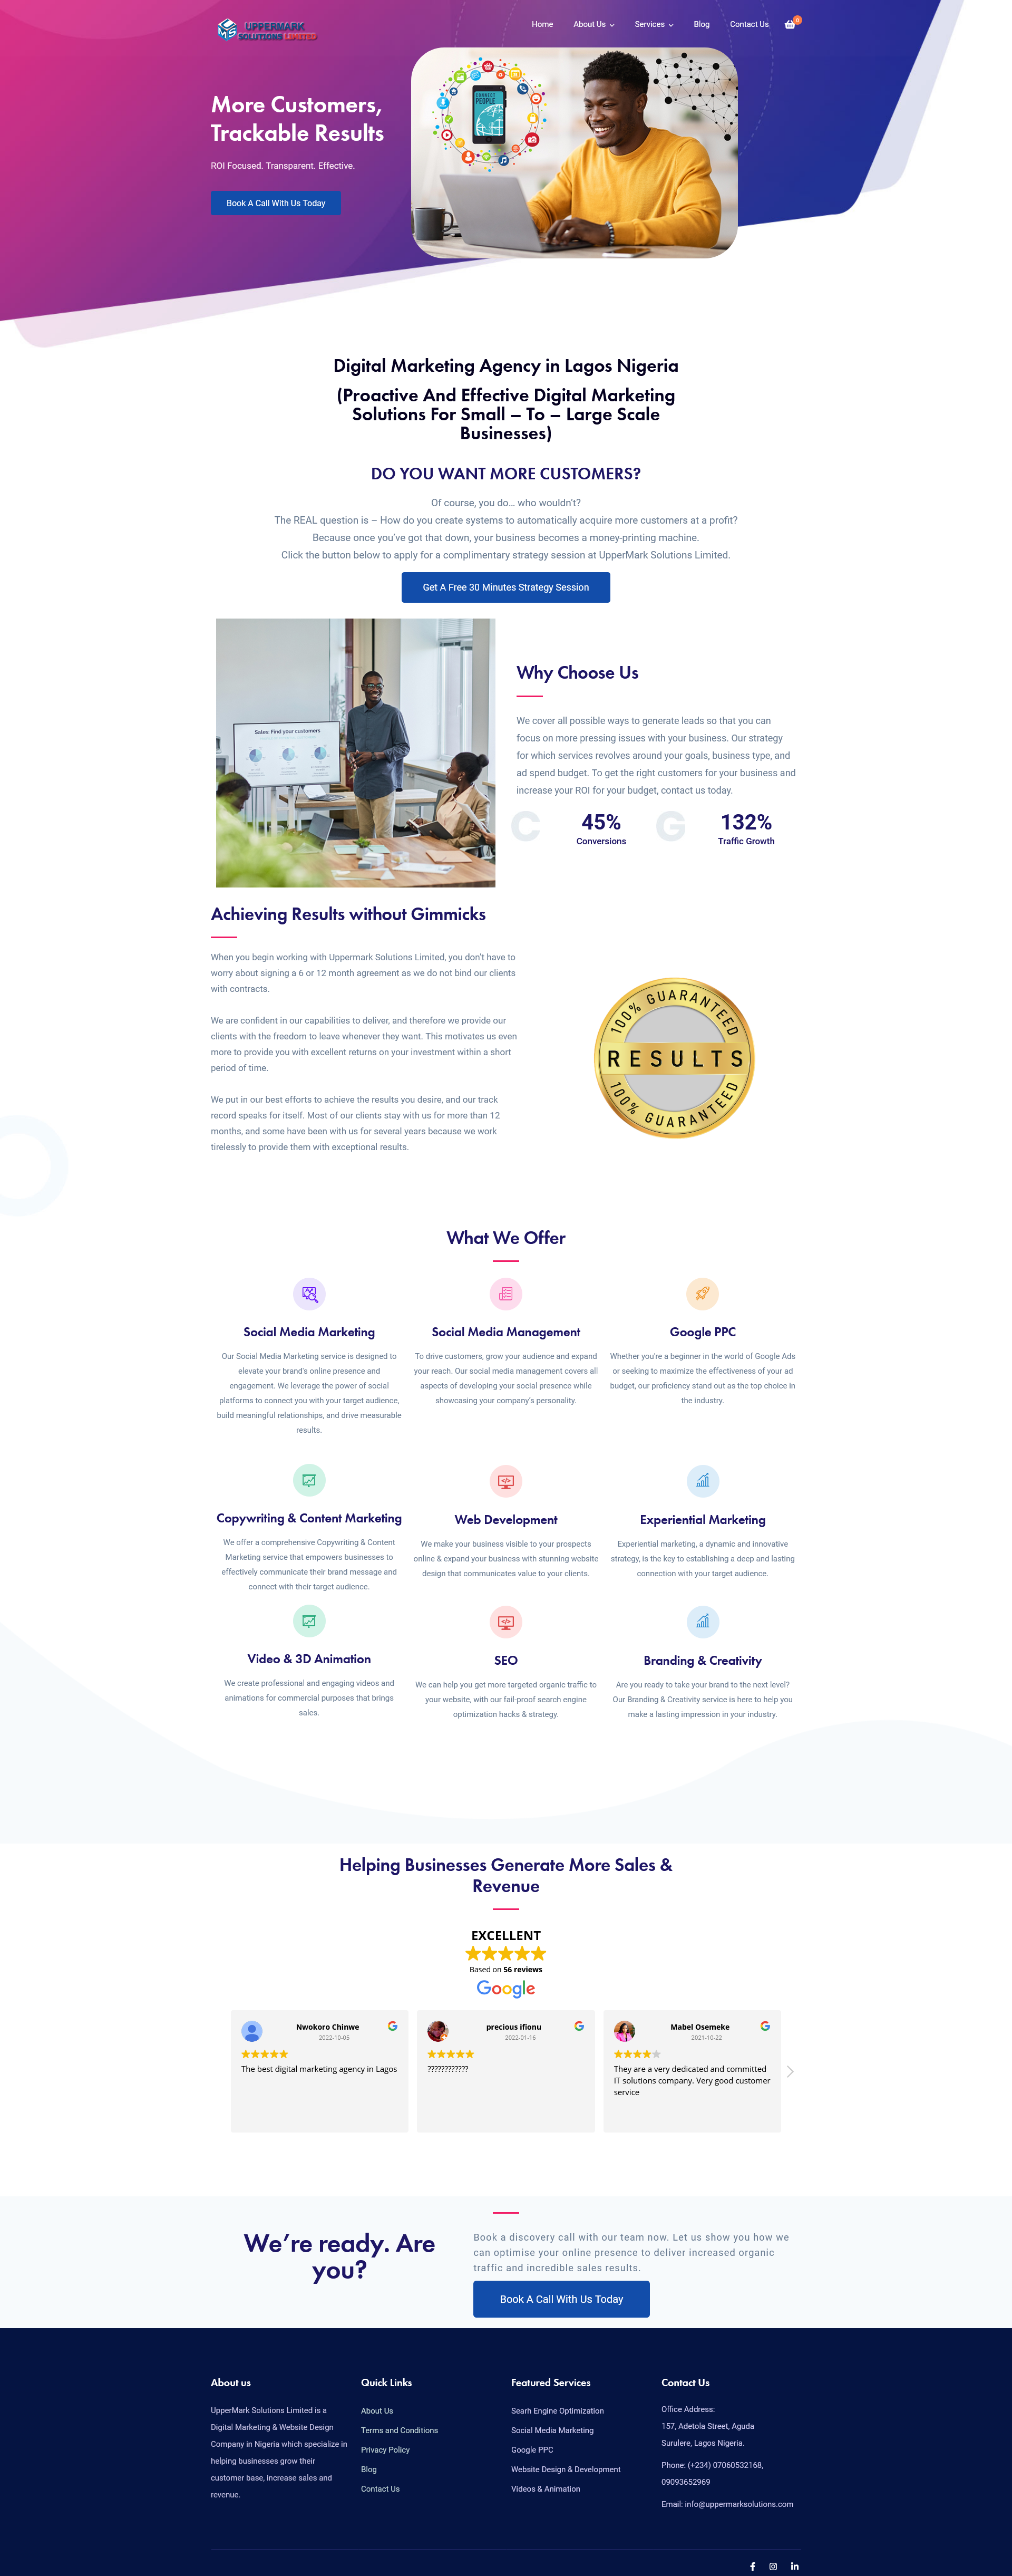 UPPERMARK
SOLUTIONS LIMITED
Home
About Us
Services
Blog
Contact Us
0
More Customers,
Trackable Results
ROI Focused. Transparent. Effective.
Book A Call With Us Today
CONNECT
PEOPLE
Digital Marketing Agency in Lagos Nigeria
(Proactive And Effective Digital Marketing
Solutions For Small – To – Large Scale
Businesses)
DO YOU WANT MORE CUSTOMERS?
Of course, you do… who wouldn’t?
The REAL question is – How do you create systems to automatically acquire more customers at a profit?
Because once you’ve got that down, your business becomes a money-printing machine.
Click the button below to apply for a complimentary strategy session at UpperMark Solutions Limited.
Get A Free 30 Minutes Strategy Session
Sales: Find your customers
Why Choose Us
We cover all possible ways to generate leads so that you can
focus on more pressing issues with your business. Our strategy
for which services revolves around your goals, business type, and
ad spend budget. To get the right customers for your business and
increase your ROI for your budget, contact us today.
C
45%
Conversions
G
132%
Traffic Growth
Achieving Results without Gimmicks
When you begin working with Uppermark Solutions Limited, you don’t have to
worry about signing a 6 or 12 month agreement as we do not bind our clients
with contracts.
We are confident in our capabilities to deliver, and therefore we provide our
clients with the freedom to leave whenever they want. This motivates us even
more to provide you with excellent returns on your investment within a short
period of time.
We put in our best efforts to achieve the results you desire, and our track
record speaks for itself. Most of our clients stay with us for more than 12
months, and some have been with us for several years because we work
tirelessly to provide them with exceptional results.
100% GUARANTEED
RESULTS
100% GUARANTEED
What We Offer
Social Media Marketing
Our Social Media Marketing service is designed to
elevate your brand's online presence and
engagement. We leverage the power of social
platforms to connect you with your target audience,
build meaningful relationships, and drive measurable
results.
Social Media Management
To drive customers, grow your audience and expand
your reach. Our social media management covers all
aspects of developing your social presence while
showcasing your company’s personality.
Google PPC
Whether you're a beginner in the world of Google Ads
or seeking to maximize the effectiveness of your ad
budget, our proficiency stand out as the top choice in
the industry.
Copywriting & Content Marketing
We offer a comprehensive Copywriting & Content
Marketing service that empowers businesses to
effectively communicate their brand message and
connect with their target audience.
Web Development
We make your business visible to your prospects
online & expand your business with stunning website
design that communicates value to your clients.
Experiential Marketing
Experiential marketing, a dynamic and innovative
strategy, is the key to establishing a deep and lasting
connection with your target audience.
Video & 3D Animation
We create professional and engaging videos and
animations for commercial purposes that brings
sales.
SEO
We can help you get more targeted organic traffic to
your website, with our fail-proof search engine
optimization hacks & strategy.
Branding & Creativity
Are you ready to take your brand to the next level?
Our Branding & Creativity service is here to help you
make a lasting impression in your industry.
Helping Businesses Generate More Sales &
Revenue
EXCELLENT
Based on 56 reviews
Google
Nwokoro Chinwe
2022-10-05
The best digital marketing agency in Lagos
precious ifionu
2022-01-16
????????????
Mabel Osemeke
2021-10-22
They are a very dedicated and committed
IT solutions company. Very good customer
service
We’re ready. Are
you?
Book a discovery call with our team now. Let us show you how we
can optimise your online presence to deliver increased organic
traffic and incredible sales results.
Book A Call With Us Today
About us
UpperMark Solutions Limited is a
Digital Marketing & Website Design
Company in Nigeria which specialize in
helping businesses grow their
customer base, increase sales and
revenue.
Quick Links
About Us
Terms and Conditions
Privacy Policy
Blog
Contact Us
Featured Services
Searh Engine Optimization
Social Media Marketing
Google PPC
Website Design & Development
Videos & Animation
Contact Us
Office Address:
157, Adetola Street, Aguda
Surulere, Lagos Nigeria.
Phone: (+234) 07060532168,
09093652969
Email: info@uppermarksolutions.com